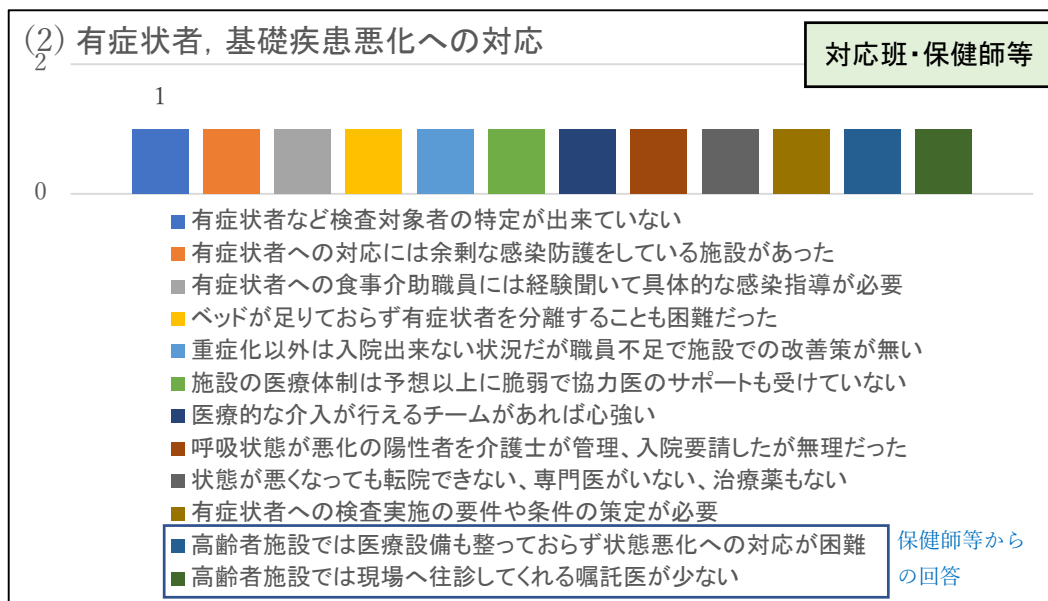 (2) 有症状者，基礎疾患悪化への対応
対応班・保健師等
2
1
0
有症状者など検査対象者の特定が出来ていない
有症状者への対応には余剰な感染防護をしている施設があった
有症状者への食事介助職員には経験聞いて具体的な感染指導が必要
ベッドが足りておらず有症状者を分離することも困難だった
重症化以外は入院出来ない状況だが職員不足で施設での改善策が無い
施設の医療体制は予想以上に脆弱で協力医のサポートも受けていない
医療的な介入が行えるチームがあれば心強い
呼吸状態が悪化の陽性者を介護士が管理、入院要請したが無理だった
状態が悪くなっても転院できない、専門医がいない、治療薬もない
有症状者への検査実施の要件や条件の策定が必要
高齢者施設では医療設備も整っておらず状態悪化への対応が困難
高齢者施設では現場へ往診してくれる嘱託医が少ない
保健師等から
の回答